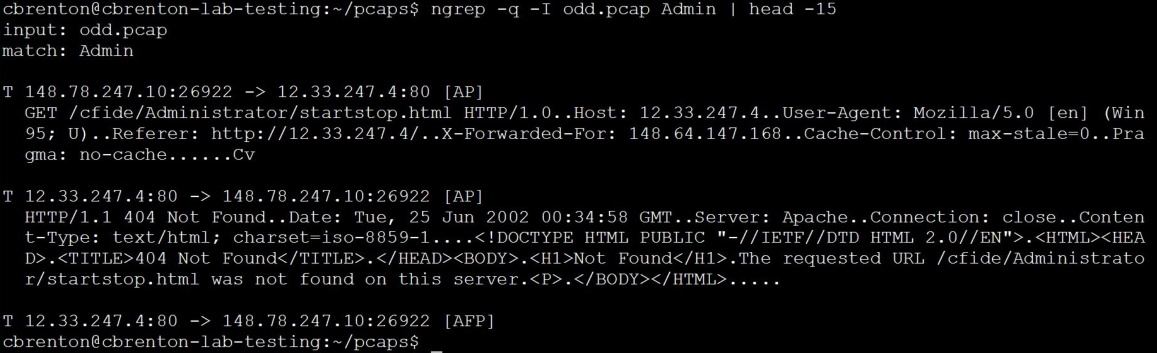 cbrenton@cbrenton-lab-testing:~/pcaps$ ngrep -q -I odd.pcap Admin | head -15
input: odd.pcap
match: Admin
T 148.78.247.10:26922 -> 12.33.247.4:80 [AP]
GET /cfide/Administrator/startstop.html HTTP/1.0..Host: 12.33.247.4..User-Agent: Mozilla/5.0 [en] (Win
95; U)..Referer: http://12.33.247.4/..X-Forwarded-For: 148.64.147.168..Cache-Control: max-stale=0..Pra
gma: no-cache......Cv
T 12.33.247.4:80 -> 148.78.247.10:26922 [AP]
HTTP/1.1 404 Not Found..Date: Tue, 25 Jun 2002 00:34:58 GMT..Server: Apache..Connection: close..Conten
t-Type: text/html; charset=iso-8859-1....<!DOCTYPE HTML PUBLIC "-//IETF//DTD HTML 2.0//EN">.<HTML><HEA
D>.<TITLE>404 Not Found</TITLE>.</HEAD><BODY>.<H1>Not Found</H1>.The requested URL /cfide/Administrato
r/startstop.html was not found on this server.<P>.</BODY></HTML>.....
T 12.33.247.4:80 -> 148.78.247.10:26922 [AFP]
cbrenton@cbrenton-lab-testing:~/pcaps$